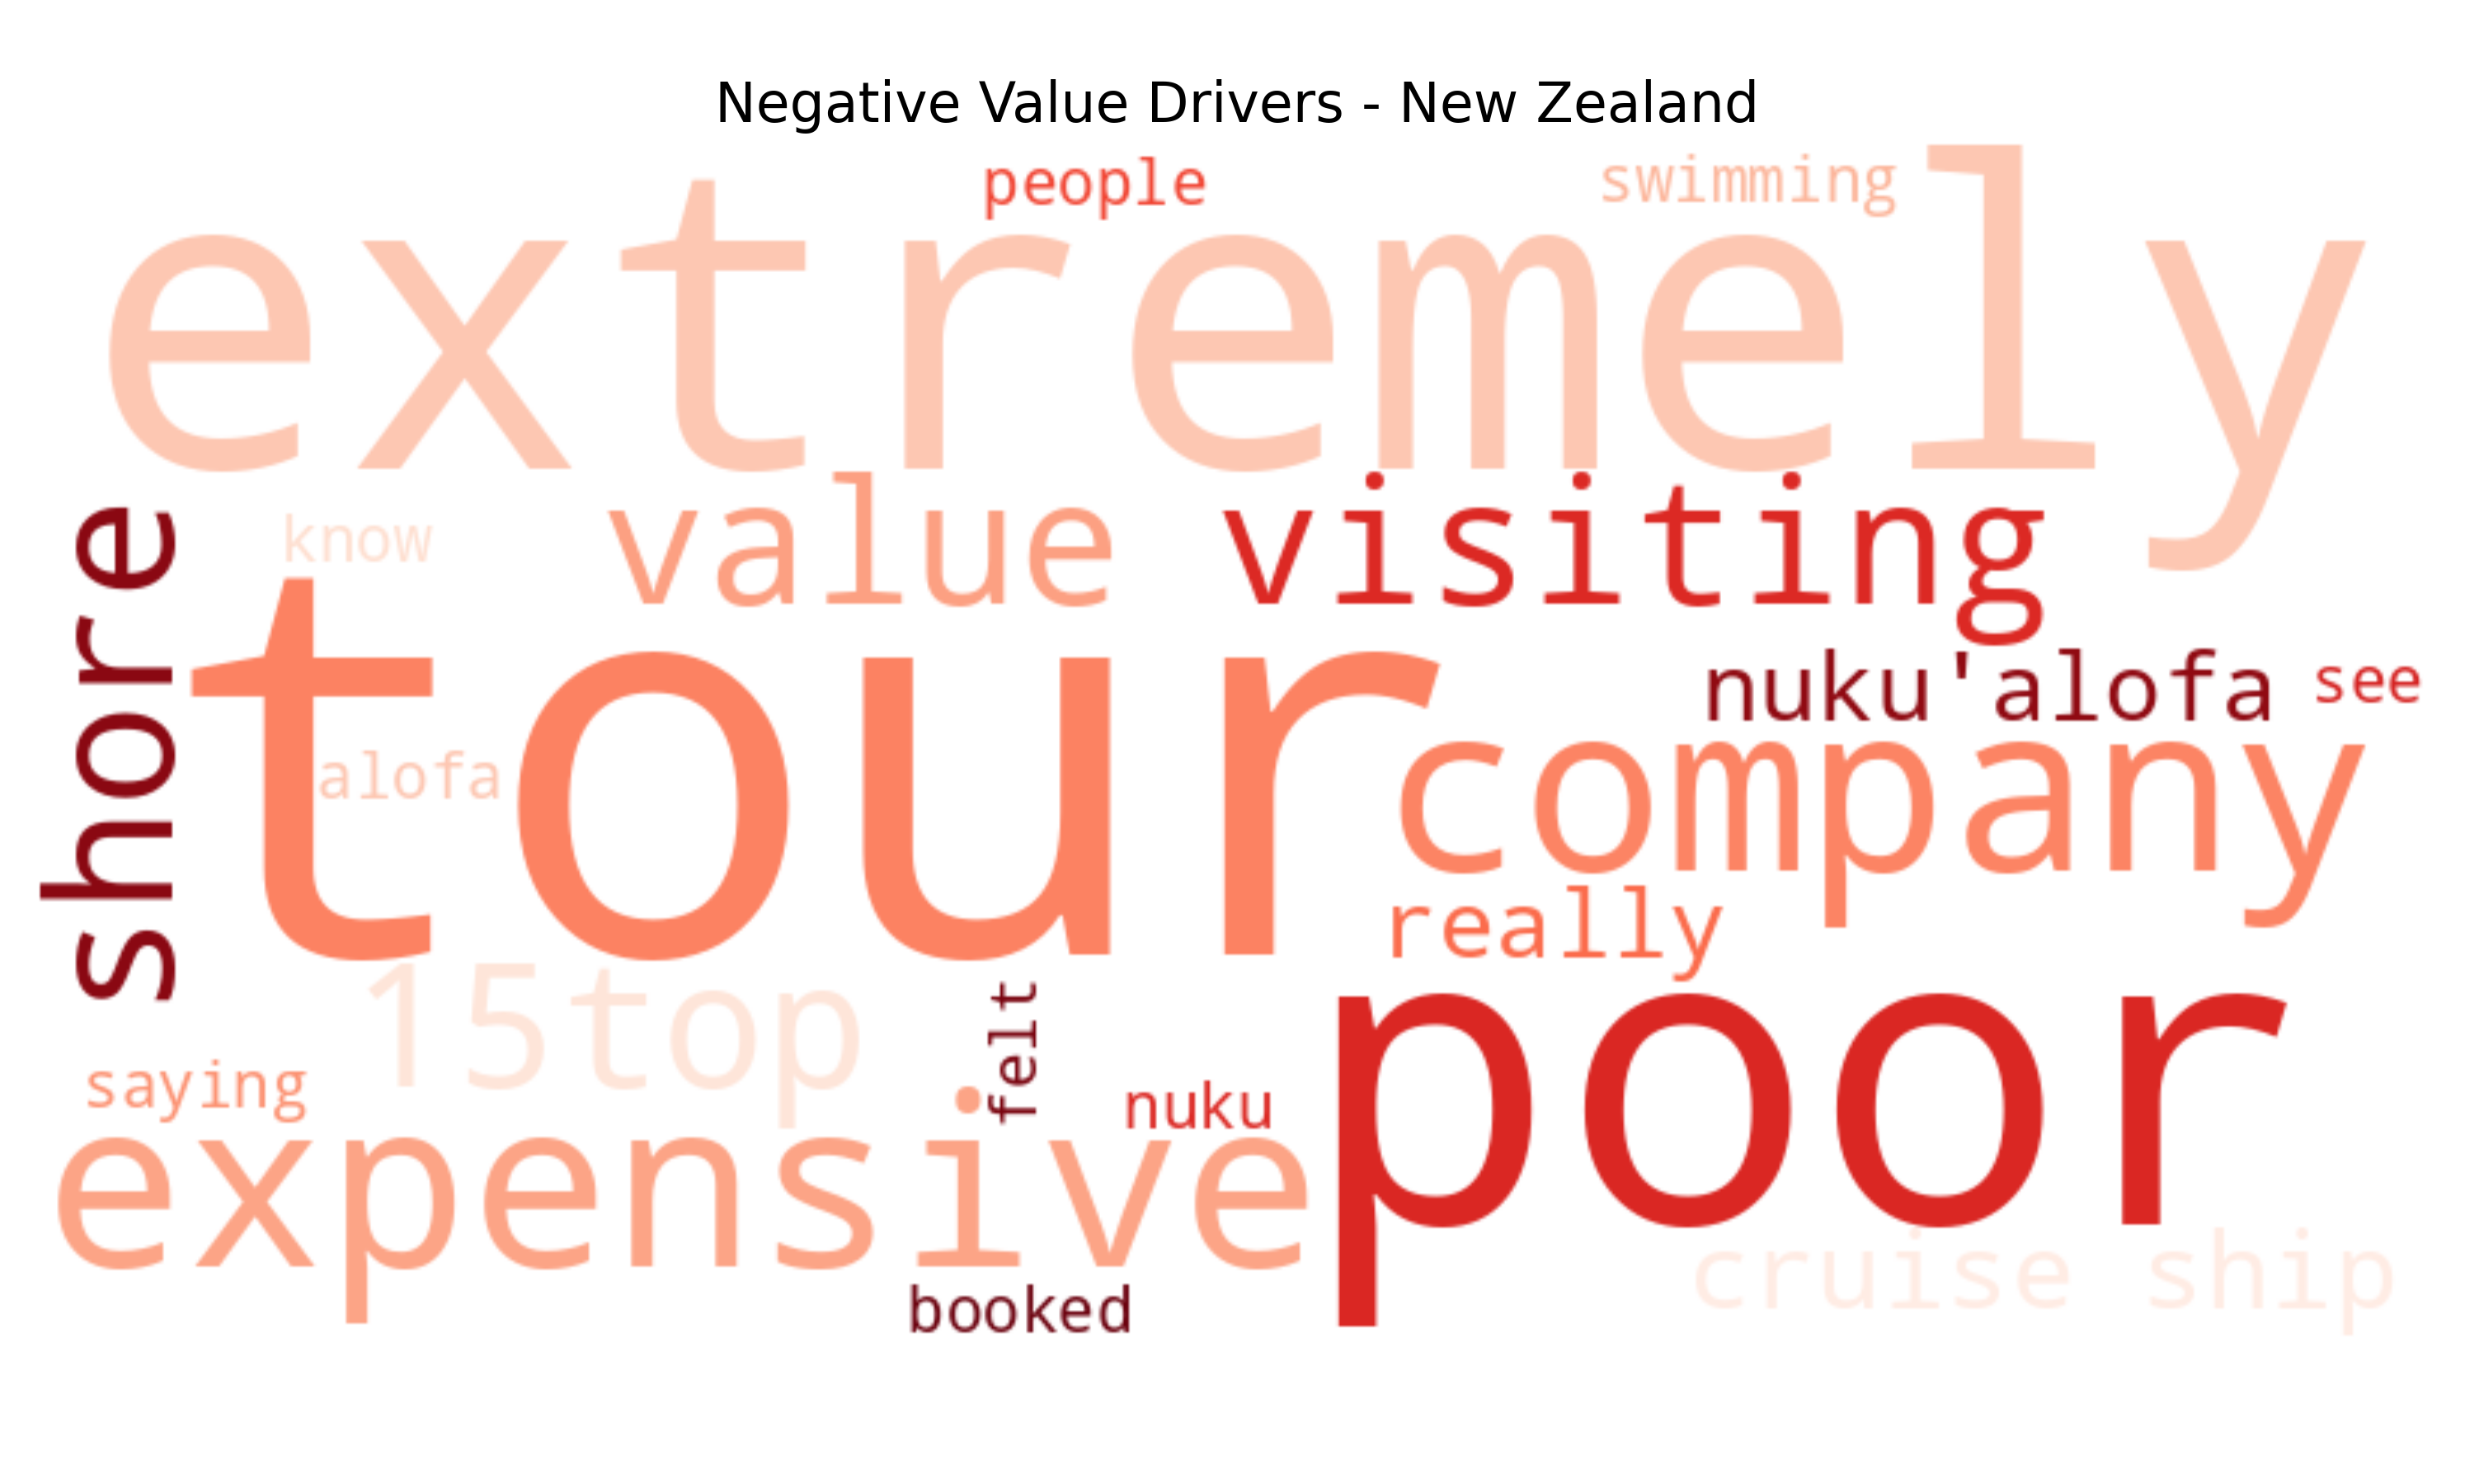 Negative Value Drivers - New Zealand
people
swimming
extremely
shore
know
value
visiting
tour
nuku'alofa
see
alofa
company
really
15top
felt
poor
saying
nuku
expensive
cruise ship
booked